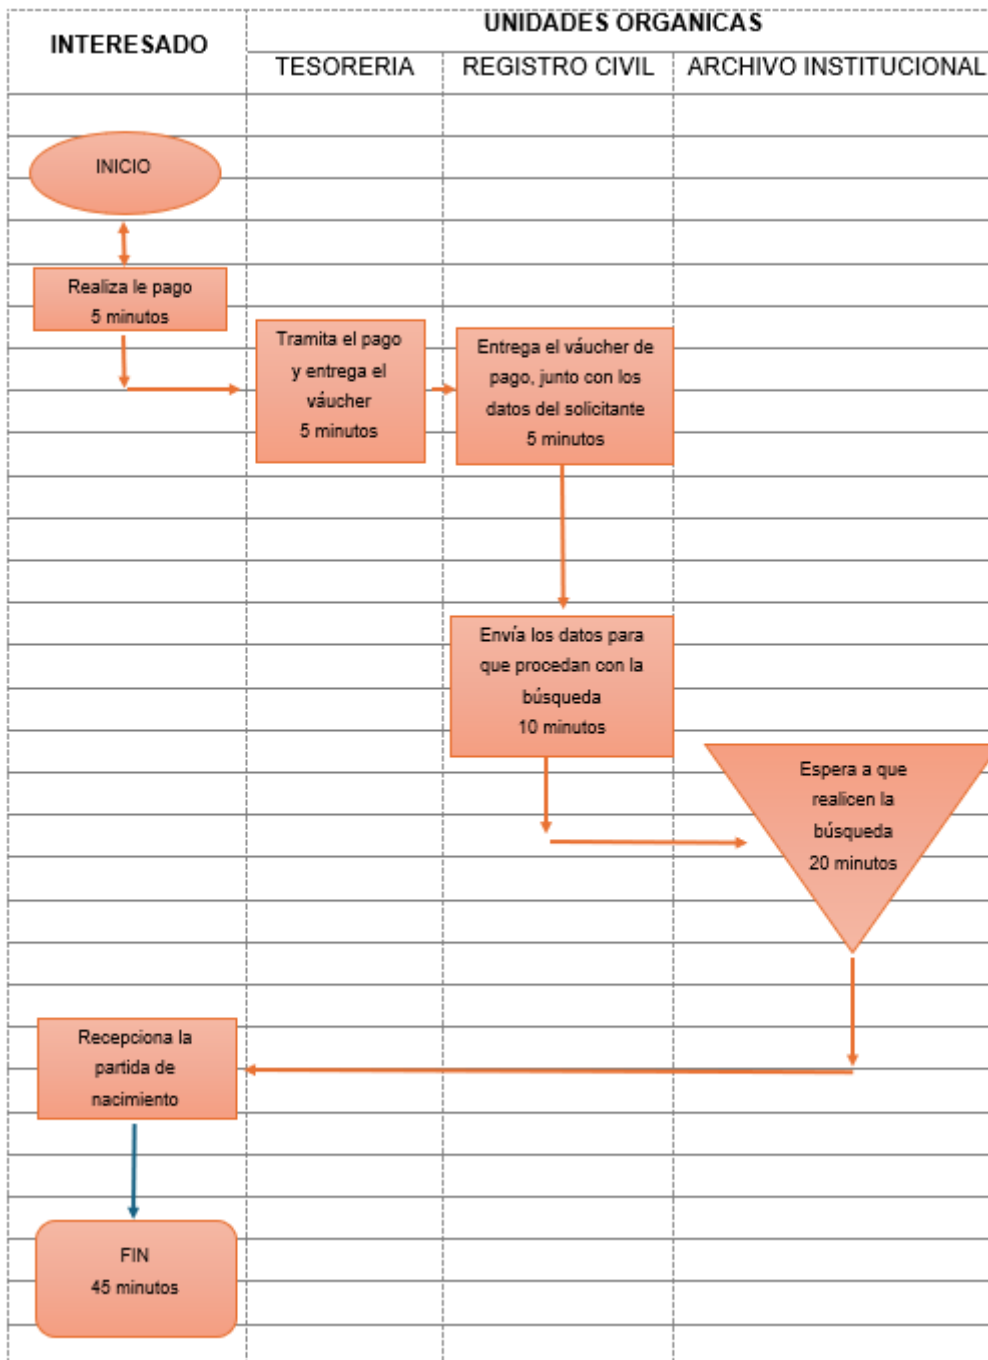 INTERESADO
UNIDADES ORGANICAS
TESORERIA
REGISTRO CIVIL
ARCHIVO INSTITUCIONAL
INICIO
Realiza le pago
5 minutos
Tramita el pago
y entrega el
váucher
5 minutos
Entrega el váucher de
pago, junto con los
datos del solicitante
5 minutos
Envía los datos para
que procedan con la
búsqueda
10 minutos
Espera a que
realicen la
búsqueda
20 minutos
Recepciona la
partida de
nacimiento
FIN
45 minutos